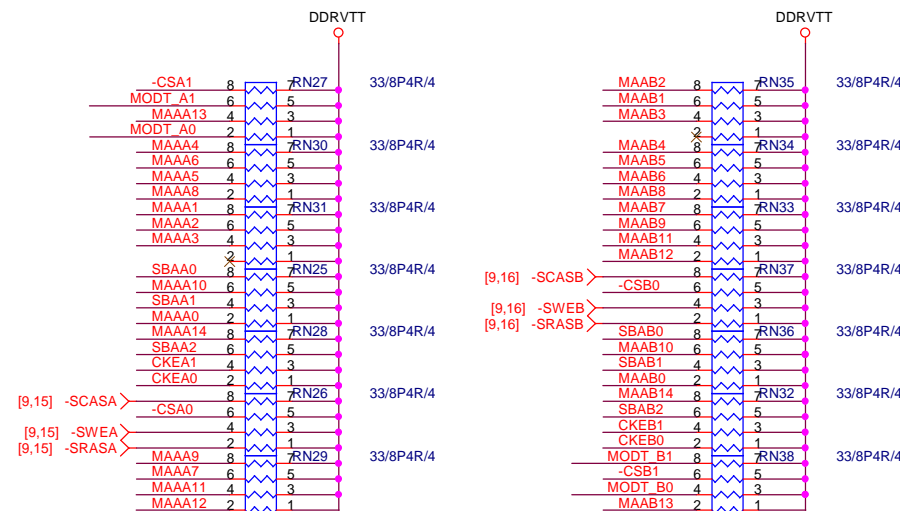 DDRVTT DDRVTT
-CSA1 8 7 RN27 33/8P4R/4 MAAB2 8 7 RN35 33/8P4R/4
MODT_A1 6 5 MAAB1 6 5
MAAA13 4 3 MAAB3 4 3
MODT_A0 2 1 2 1
MAAA4 8 7 RN30 33/8P4R/4 MAAB4 8 7 RN34 33/8P4R/4
MAAA6 6 5 MAAB5 6 5
MAAA5 4 3 MAAB6 4 3
MAAA8 2 1 MAAB8 2 1
MAAA1 8 7 RN31 33/8P4R/4 MAAB7 8 7 RN33 33/8P4R/4
MAAA2 6 5 MAAB9 6 5
MAAA3 4 3 MAAB11 4 3
2 1 MAAB12 2 1
SBAA0 8 7 RN25 33/8P4R/4 [9,16] -SCASB 8 7 RN37 33/8P4R/4
MAAA10 6 5 -CSB0 6 5
SBAA1 4 3 [9,16] -SWEB 4 3
MAAA0 2 1 [9,16] -SRASB 2 1
MAAA14 8 7 RN28 33/8P4R/4 SBAB0 8 7 RN36 33/8P4R/4
SBAA2 6 5 MAAB10 6 5
CKEA1 4 3 SBAB1 4 3
CKEA0 2 1 MAAB0 2 1
[9,15] -SCASA 8 7 RN26 33/8P4R/4 MAAB14 8 7 RN32 33/8P4R/4
-CSA0 6 5 SBAB2 6 5
[9,15] -SWEA 4 3 CKEB1 4 3
[9,15] -SRASA 2 1 CKEB0 2 1
MAAA9 8 7 RN29 33/8P4R/4 MODT_B1 8 7 RN38 33/8P4R/4
MAAA7 6 5 -CSB1 6 5
MAAA11 4 3 MODT_B0 4 3
MAAA12 2 1 MAAB13 2 1